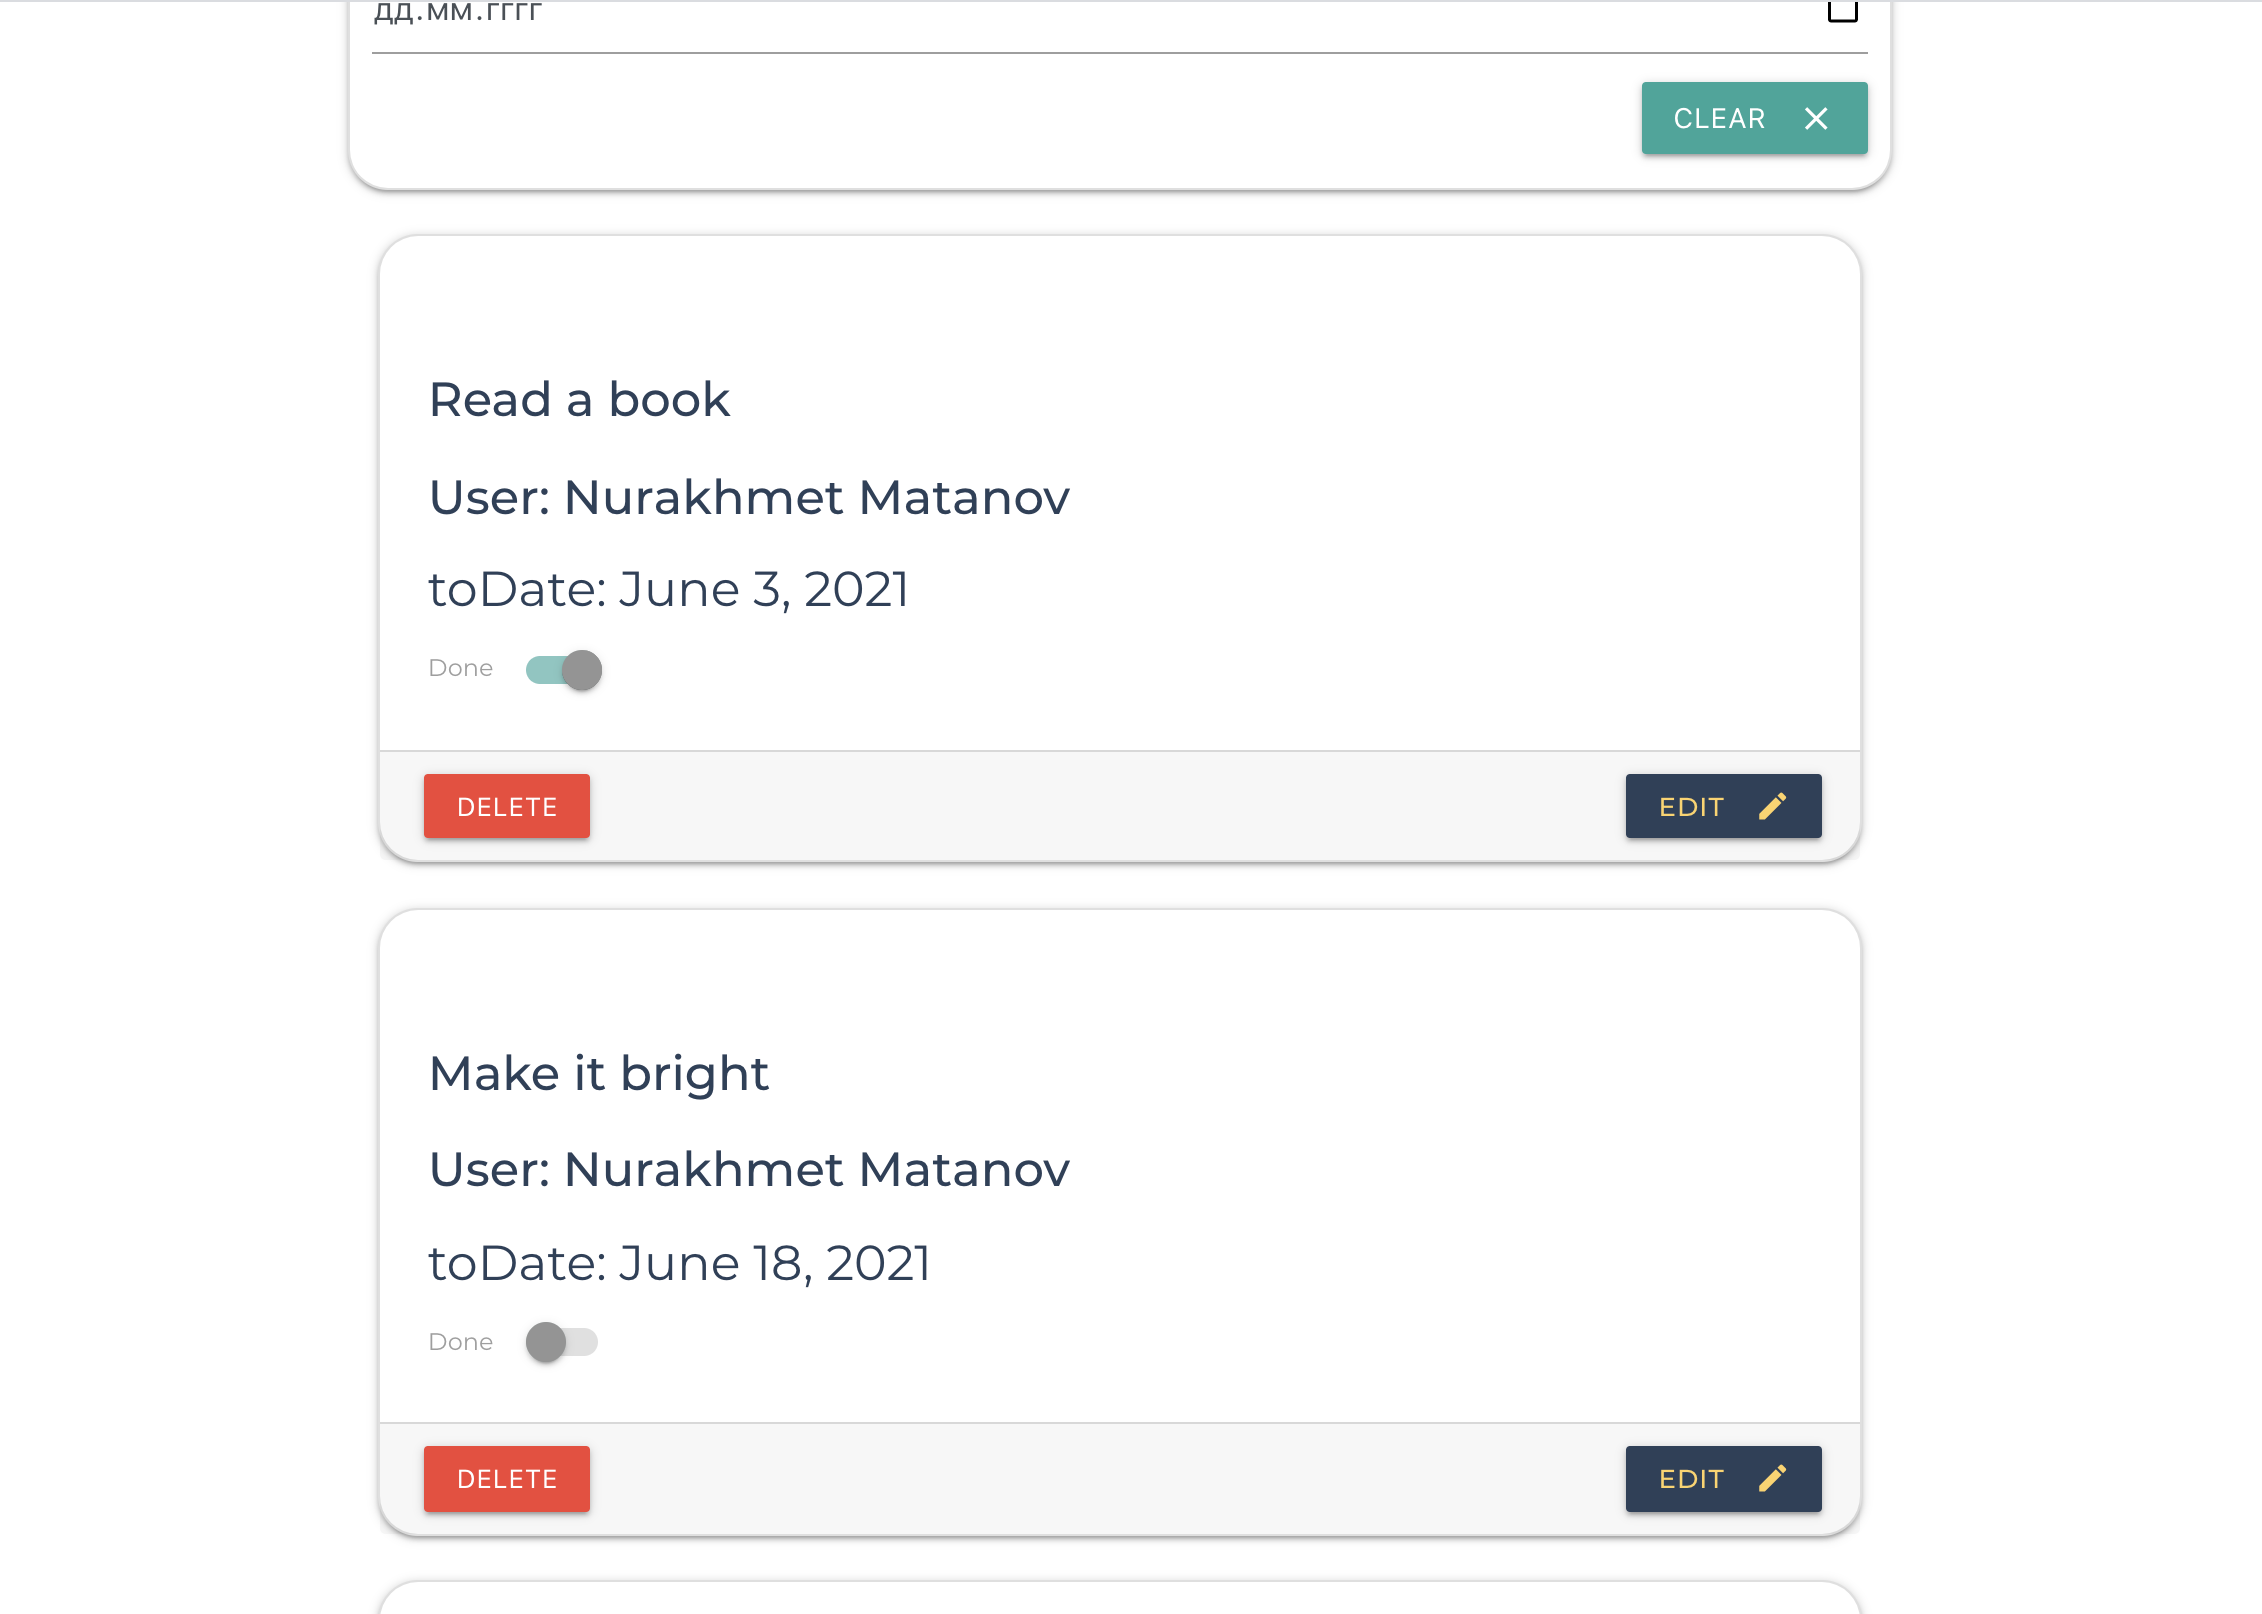 дд.мм.гггг
CLEAR
Read a book
User: Nurakhmet Matanov
toDate: June 3, 2021
Done
DELETE
EDIT
Make it bright
User: Nurakhmet Matanov
toDate: June 18, 2021
Done
DELETE
EDIT